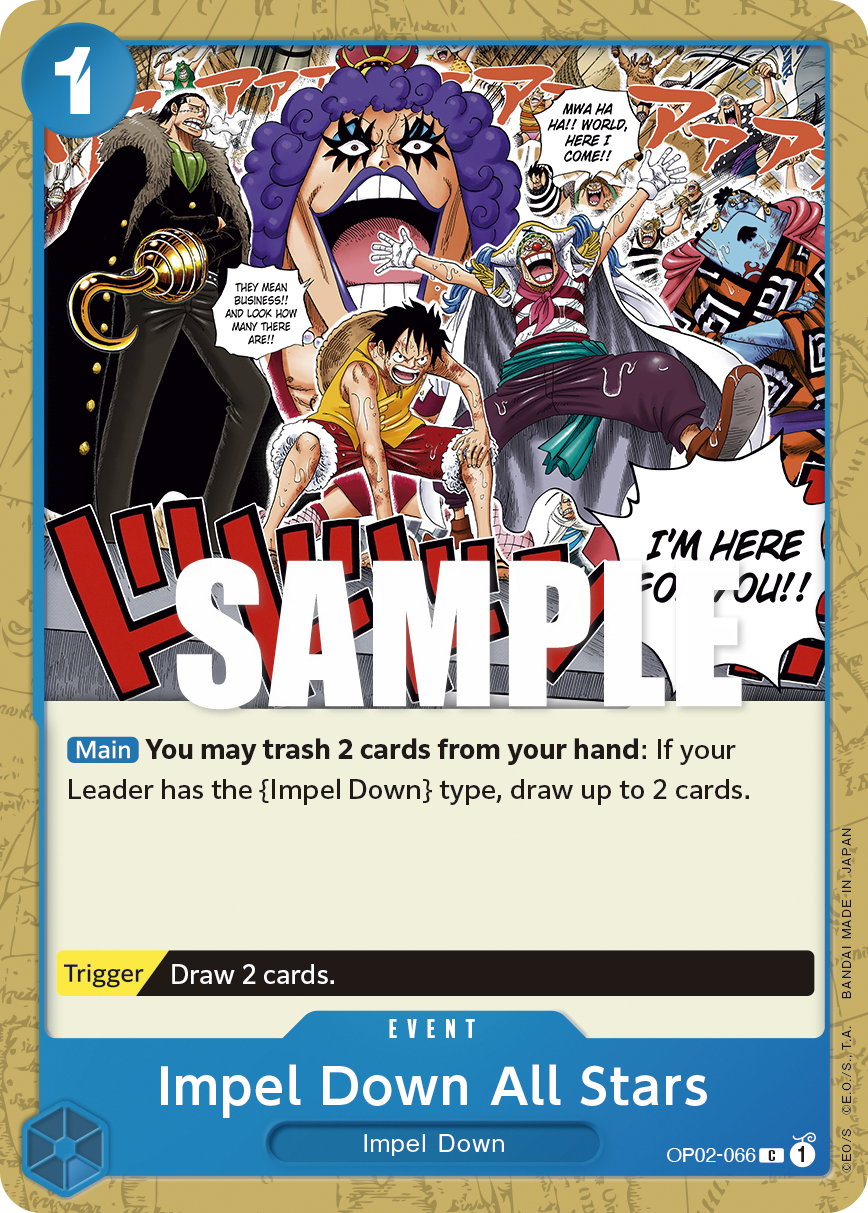 1
MWA HA
HA!! WORLD,
HERE I
COME!!
THEY MEAN
BUSINESS!!
AND LOOK HOW
MANY THERE
ARE!!
I'M HERE
FOR YOU!!
SAMPLE
Main You may trash 2 cards from your hand: If your
Leader has the {Impel Down} type, draw up to 2 cards.
Trigger Draw 2 cards.
EVENT
Impel Down All Stars
Impel Down
OP02-066 C 1
©EO/S ©E.O./S., T.A. BANDAI MADE IN JAPAN